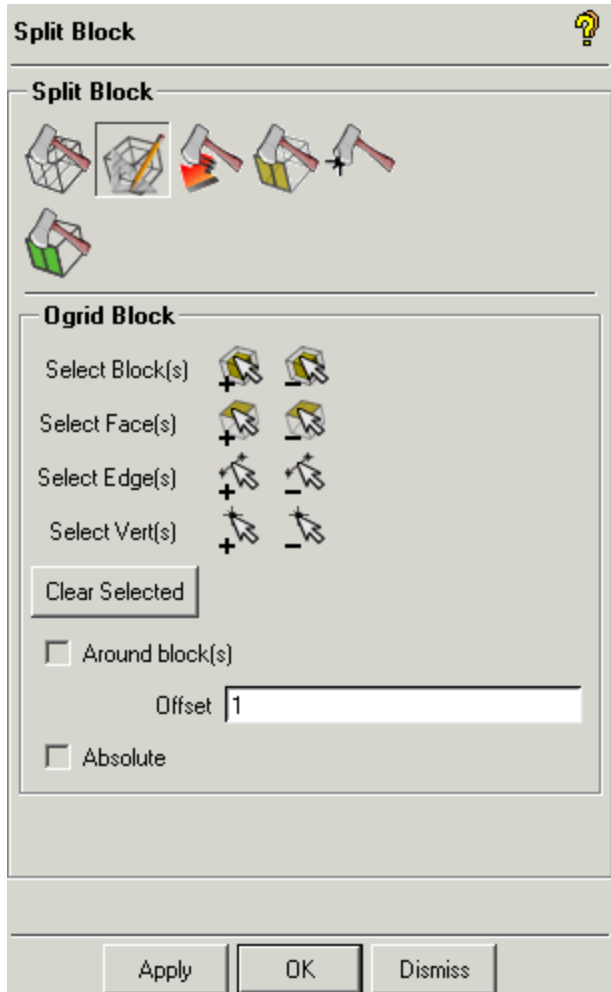 Split Block
Split Block
Ogrid Block
Select Block(s)
Select Face(s)
Select Edge(s)
Select Vert(s)
Clear Selected
Around block(s)
Offset 1
Absolute
Apply OK Dismiss